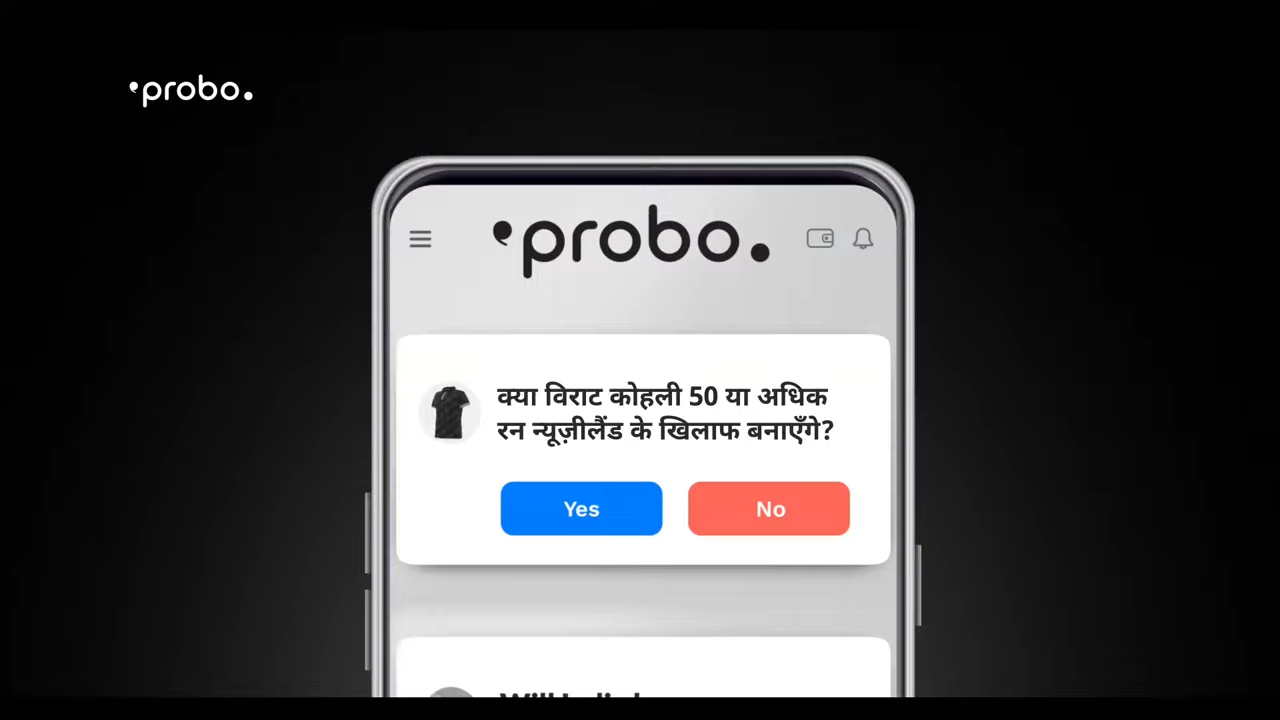 probo.
probo.
क्या विराट कोहली 50 या अधिक
रन न्यूज़ीलैंड के खिलाफ बनाएँगे?
Yes
No